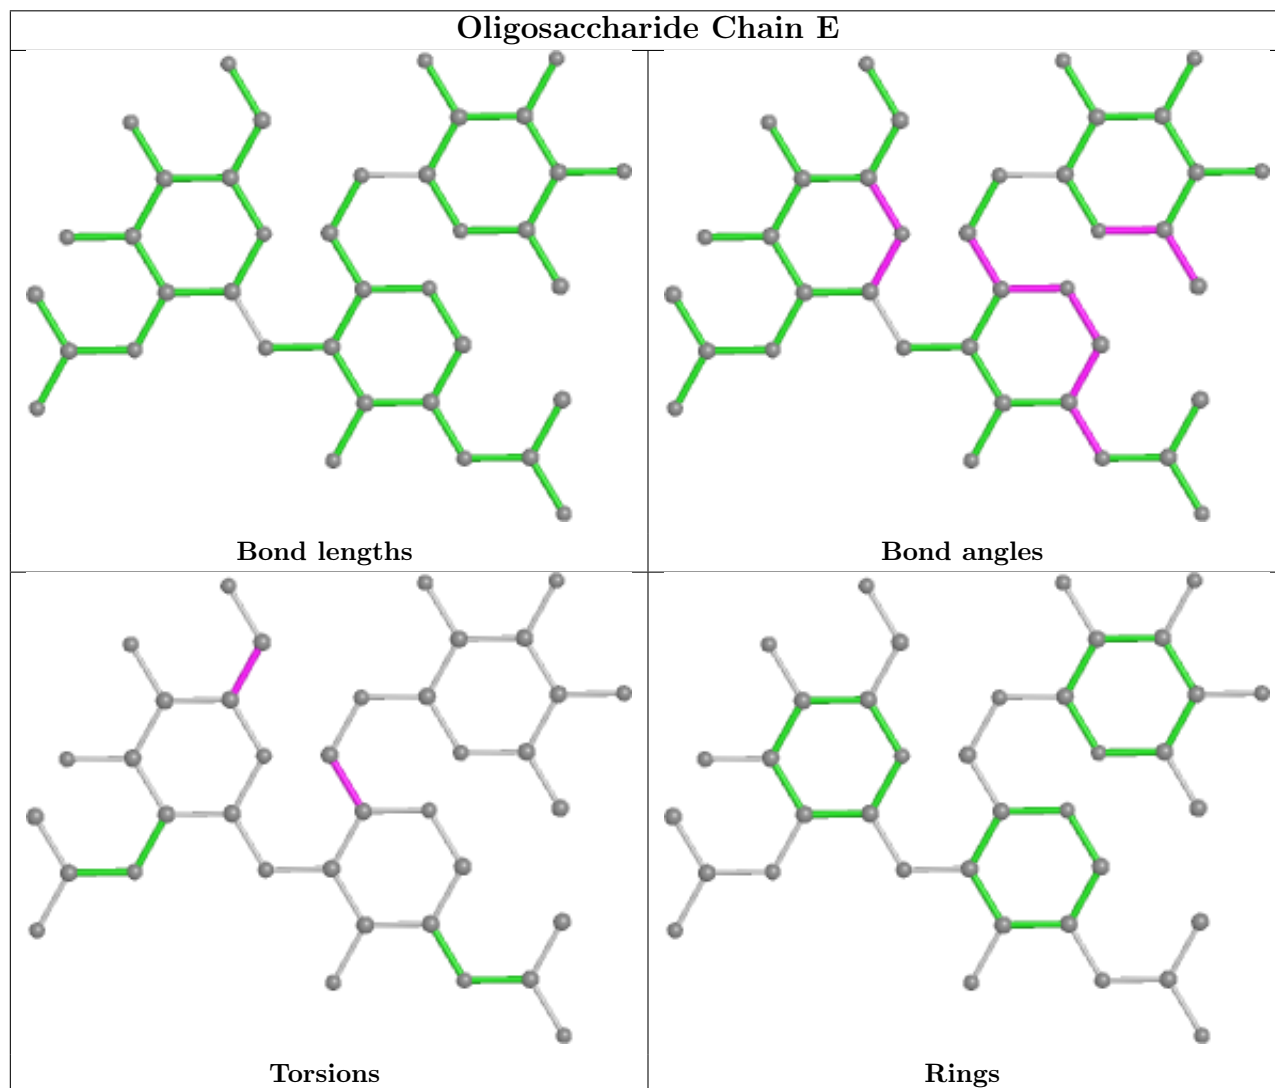 Oligosaccharide Chain E
Bond lengths
Bond angles
Torsions
Rings